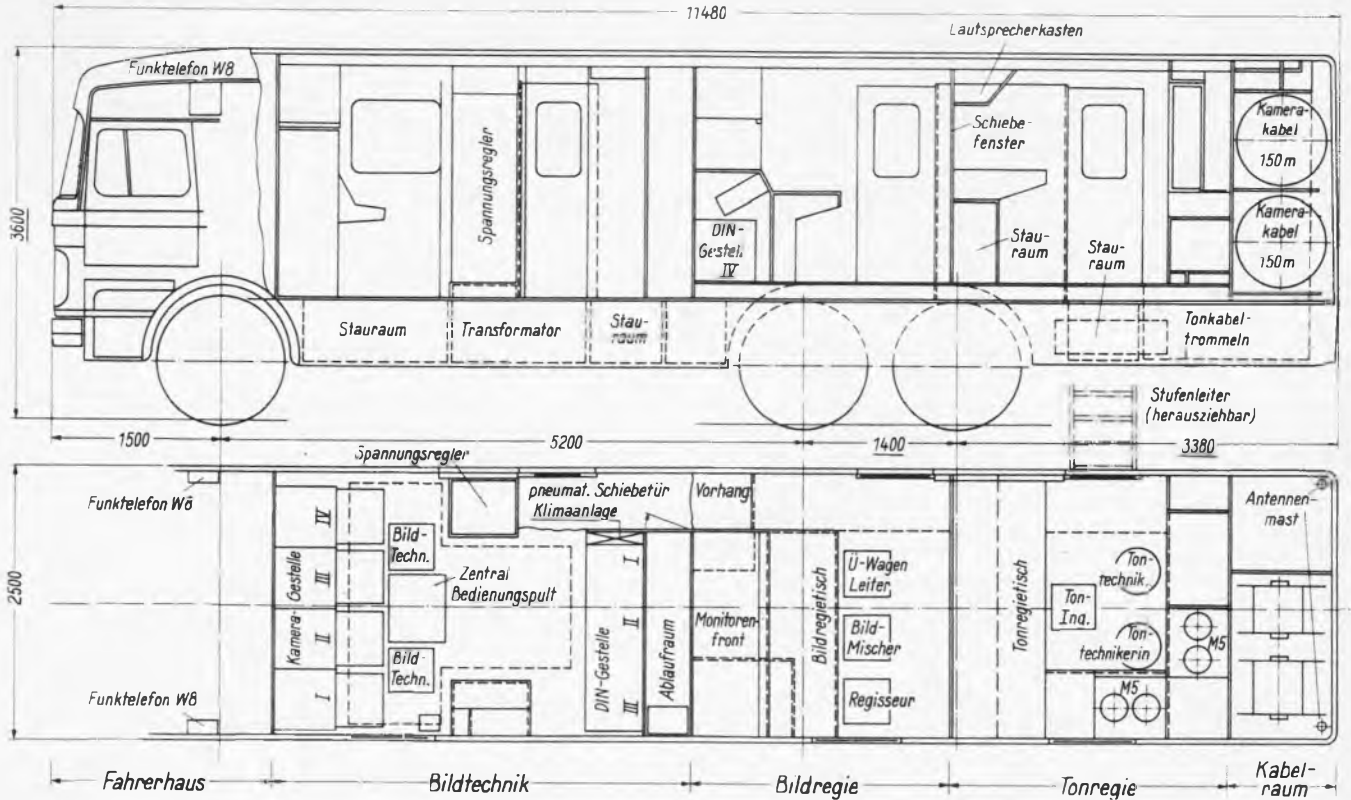 11480
Lautsprecherkasten
Funktelefon W8
Spannungsregler
Schiebe-
fenster
Kamera-
kabel
150m
3600
DIN-
Gestell
IV
Stau-
raum
Stau-
raum
Kamera-
kabel
150m
Stauraum
Transformator
Stau-
raum
Tonkabel-
trommeln
Stufenleiter
(herausziehbar)
1500
5200
1400
3380
Spannungsregler
Funktelefon W8
pneumat. Schiebetür
Klimaanlage
Vorhang
Antennen-
mast
2500
Kamera-Gestelle
I
II
III
IV
Bild-
Techn.
Zentral
Bedienungspult
Bild-
Techn.
DIN-Gestelle
I
II
III
Ablaufraum
Monitoren-
front
Bildregietisch
Ü-Wagen
Leiter
Bild-
Mischer
Regisseur
Tonregietisch
Ton-
Ing.
Ton-
technik.
Ton-
technikerin
M5
M5
Funktelefon W8
Fahrerhaus
Bildtechnik
Bildregie
Tonregie
Kabel-
raum